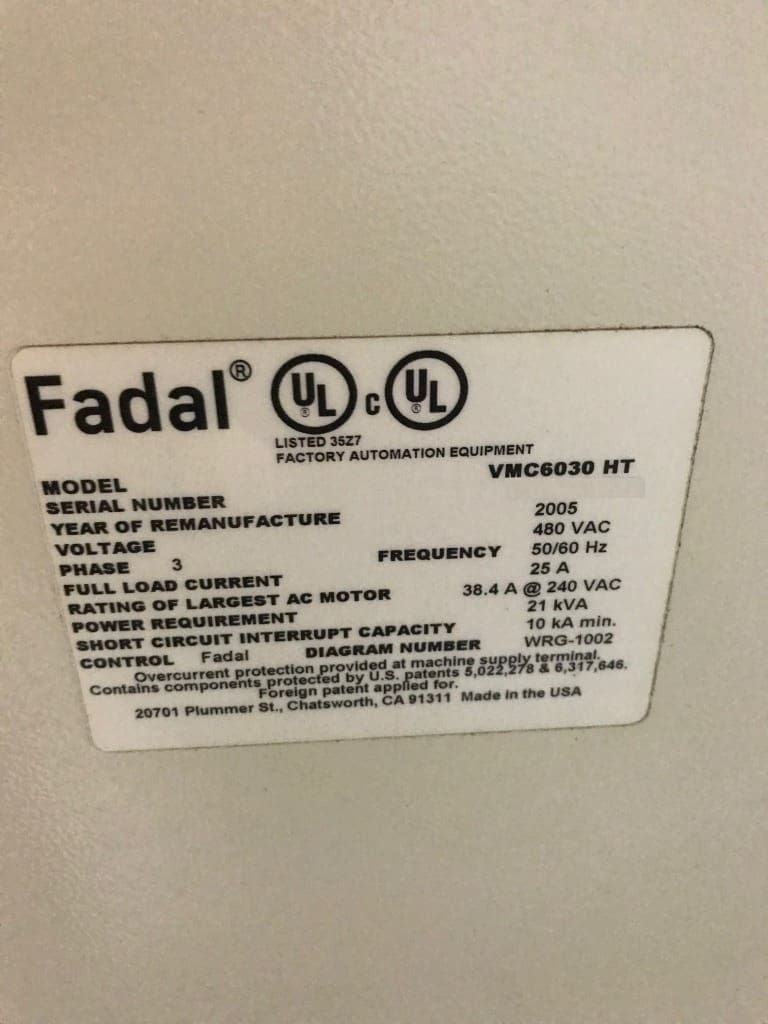 Fadal® UL® c UL®
LISTED 35Z7
FACTORY AUTOMATION EQUIPMENT
MODEL VMC6030 HT
SERIAL NUMBER
YEAR OF REMANUFACTURE 2005
VOLTAGE 480 VAC
PHASE 3 FREQUENCY 50/60 Hz
FULL LOAD CURRENT 25 A
RATING OF LARGEST AC MOTOR 38.4 A @ 240 VAC
POWER REQUIREMENT 21 kVA
SHORT CIRCUIT INTERRUPT CAPACITY 10 kA min.
CONTROL Fadal DIAGRAM NUMBER WRG-1002
Overcurrent protection provided at machine supply terminal.
Contains components protected by U.S. patents 5,022,278 & 6,317,646.
Foreign patent applied for.
20701 Plummer St., Chatsworth, CA 91311 Made in the USA